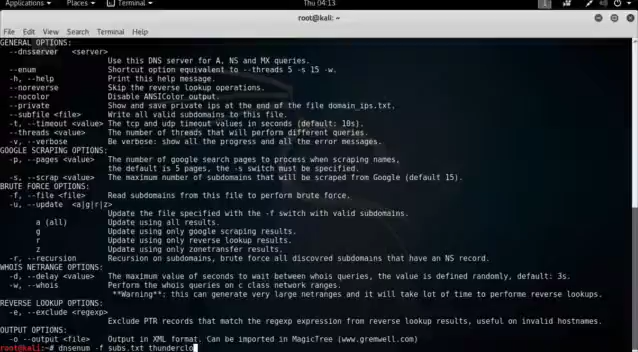 Applications Places Terminal Thu 04:13 1
root@kali: ~
File Edit View Search Terminal Help
GENERAL OPTIONS:
--dnsserver <server>
Use this DNS server for A, NS and MX queries.
--enum Shortcut option equivalent to --threads 5 -s 15 -w.
-h, --help Print this help message.
--noreverse Skip the reverse lookup operations.
--nocolor Disable ANSIColor output.
--private Show and save private ips at the end of the file domain_ips.txt.
--subfile <file> Write all valid subdomains to this file.
-t, --timeout <value> The tcp and udp timeout values in seconds (default: 10s).
--threads <value> The number of threads that will perform different queries.
-v, --verbose Be verbose: show all the progress and all the error messages.
GOOGLE SCRAPING OPTIONS:
-p, --pages <value> The number of google search pages to process when scraping names,
the default is 5 pages, the -s switch must be specified.
-s, --scrap <value> The maximum number of subdomains that will be scraped from Google (default 15).
BRUTE FORCE OPTIONS:
-f, --file <file> Read subdomains from this file to perform brute force.
-u, --update <a|g|r|z>
Update the file specified with the -f switch with valid subdomains.
a (all) Update using all results.
g Update using only google scraping results.
r Update using only reverse lookup results.
z Update using only zonetransfer results.
-r, --recursion Recursion on subdomains, brute force all discovred subdomains that have an NS record.
WHOIS NETRANGE OPTIONS:
-d, --delay <value> The maximum value of seconds to wait between whois queries, the value is defined randomly, default: 3s.
-w, --whois Perform the whois queries on c class network ranges.
**Warning**: this can generate very large netranges and it will take lot of time to performe reverse lookups.
REVERSE LOOKUP OPTIONS:
-e, --exclude <regexp>
Exclude PTR records that match the regexp expression from reverse lookup results, useful on invalid hostnames.
OUTPUT OPTIONS:
-o --output <file> Output in XML format. Can be imported in MagicTree (www.gremwell.com)
root@kali:~# dnsenum -f subs.txt thunderclo